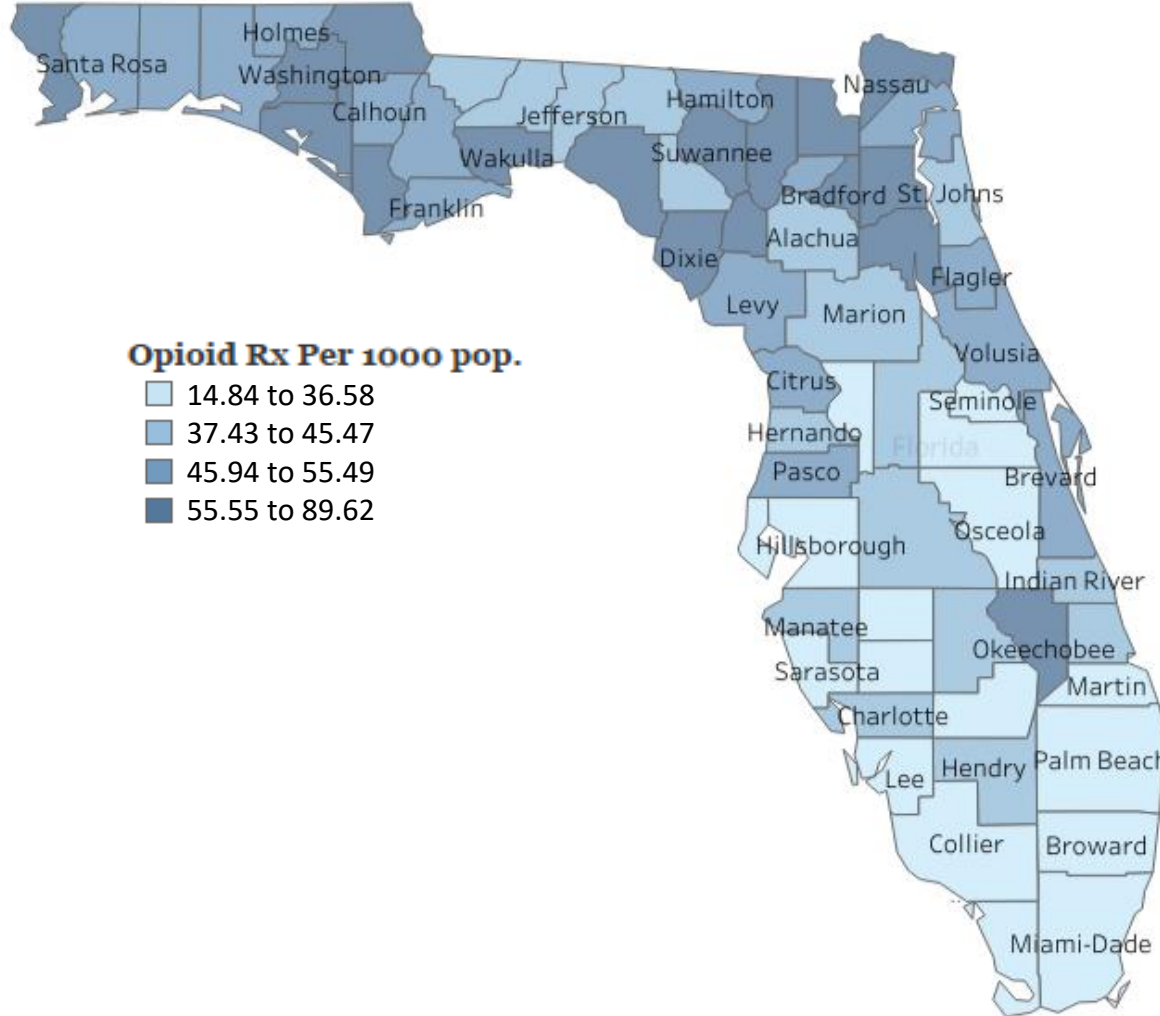 Holmes
Santa Rosa
Washington
Nassau
Hamilton
Calhoun
Jefferson
Suwannee
Wakulla
Bradford
St. Johns
Franklin
Alachua
Dixie
Flagler
Levy
Marion
Opioid Rx Per 1000 pop.
14.84 to 36.58
37.43 to 45.47
45.94 to 55.49
55.55 to 89.62
Volusia
Citrus
Seminole
Hernando
Florida
Pasco
Brevard
Osceola
Hillsborough
Indian River
Manatee
Okeechobee
Sarasota
Martin
Charlotte
Palm Beach
Hendry
Lee
Collier
Broward
Miami-Dade